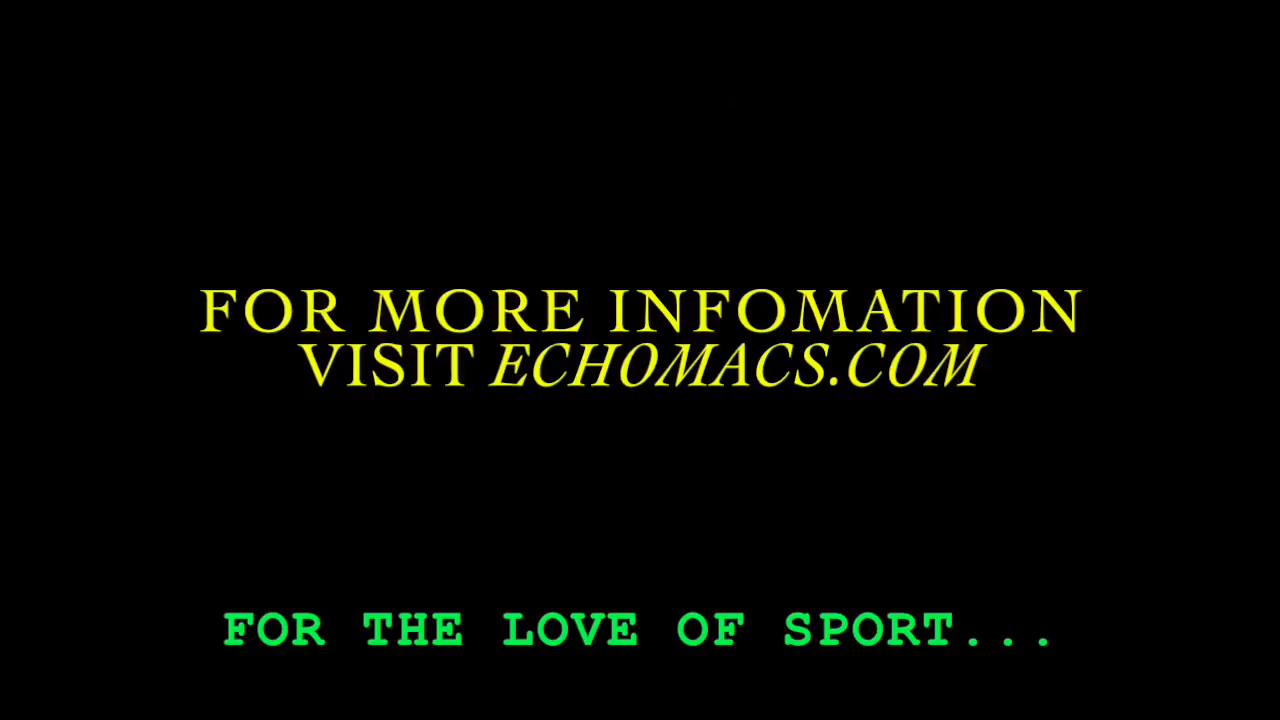 FOR MORE INFOMATION
VISIT ECHOMACS.COM
FOR THE LOVE OF SPORT...